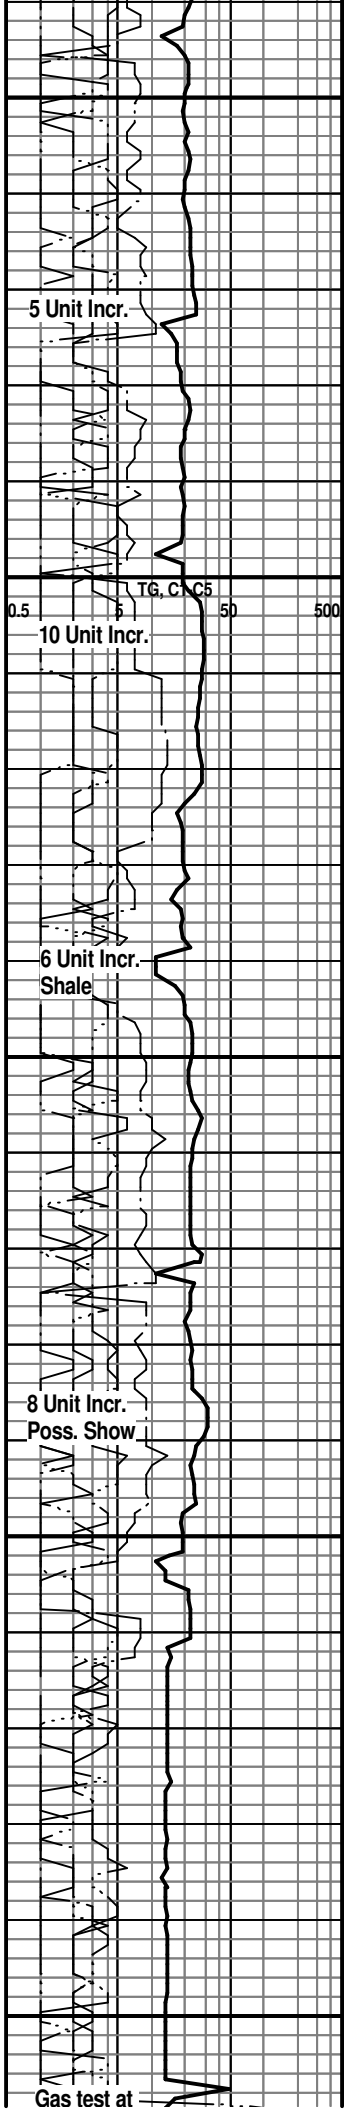 5 Unit Incr.
TG, C1-C5
0.5 5 50 500
10 Unit Incr.
6 Unit Incr.
Shale
8 Unit Incr.
Poss. Show
Gas test at